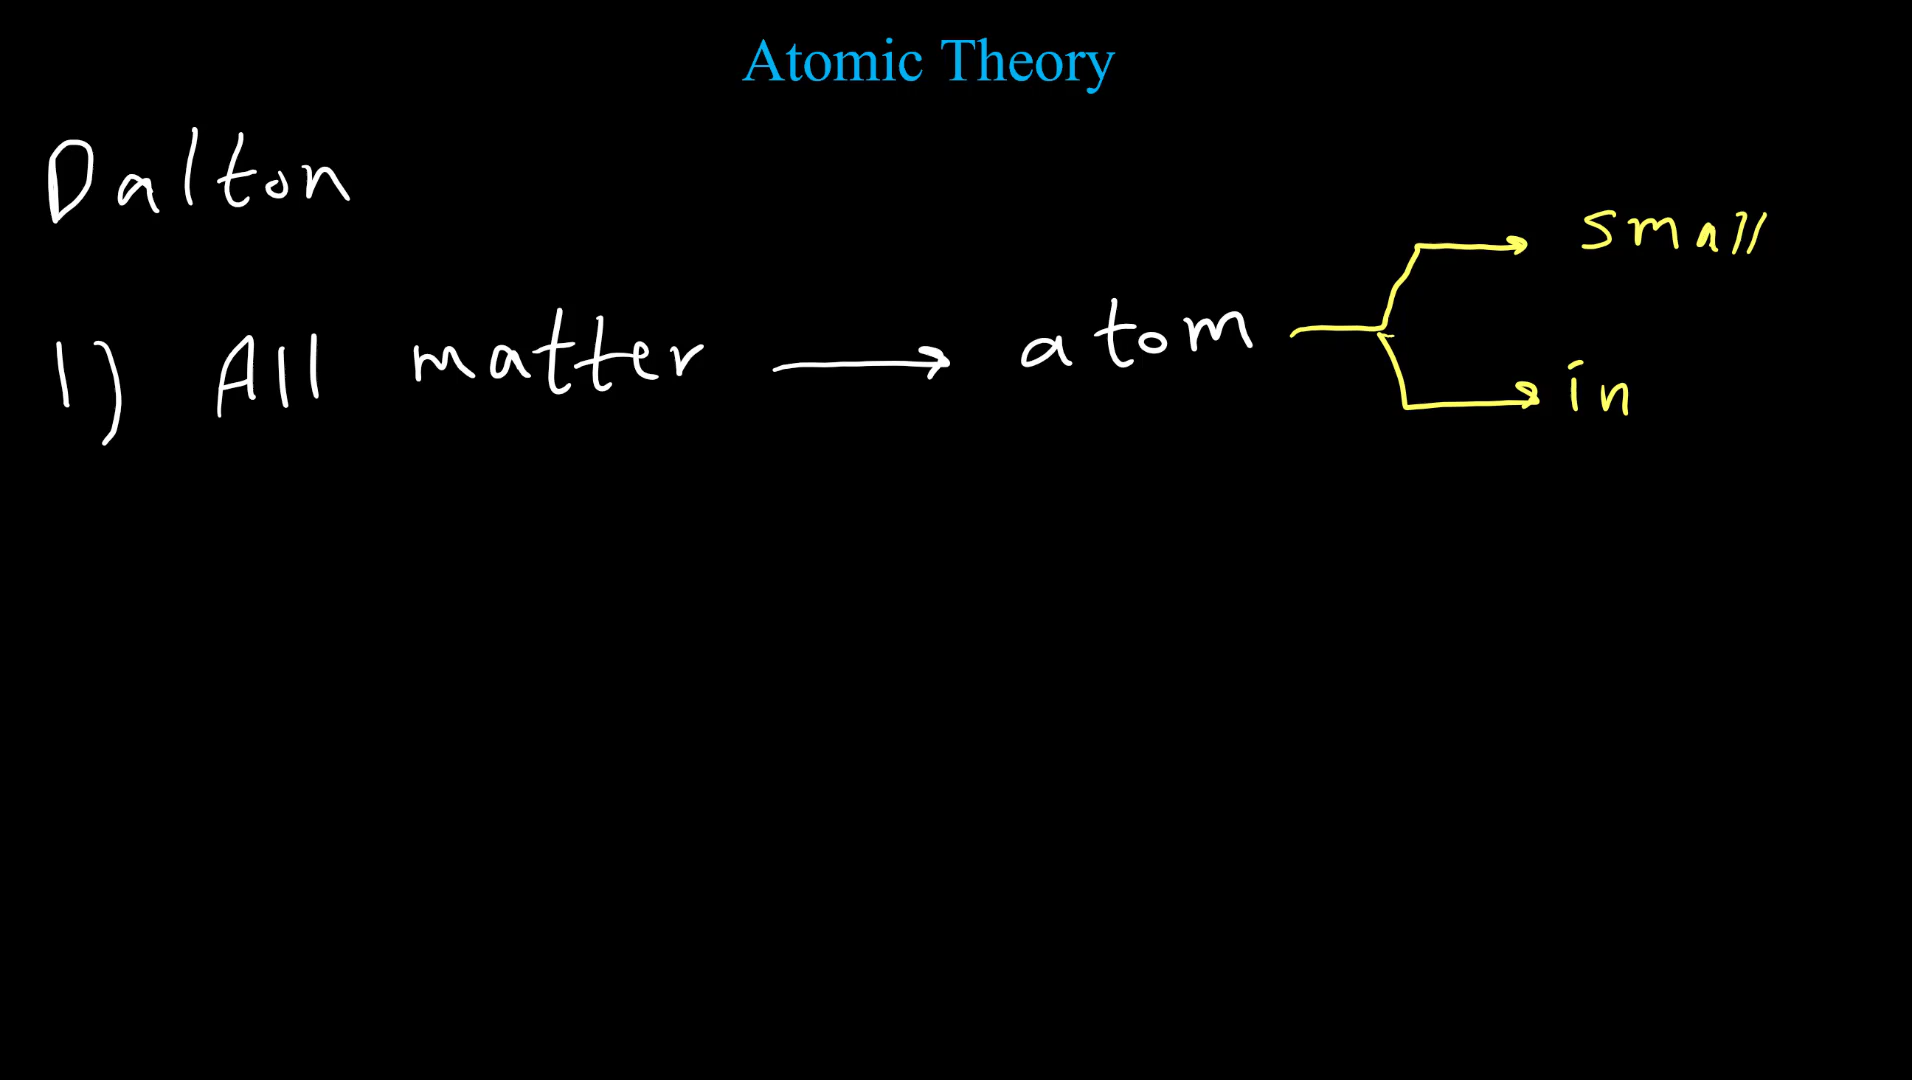 Atomic Theory
Dalton
small
1) All matter → atom
in